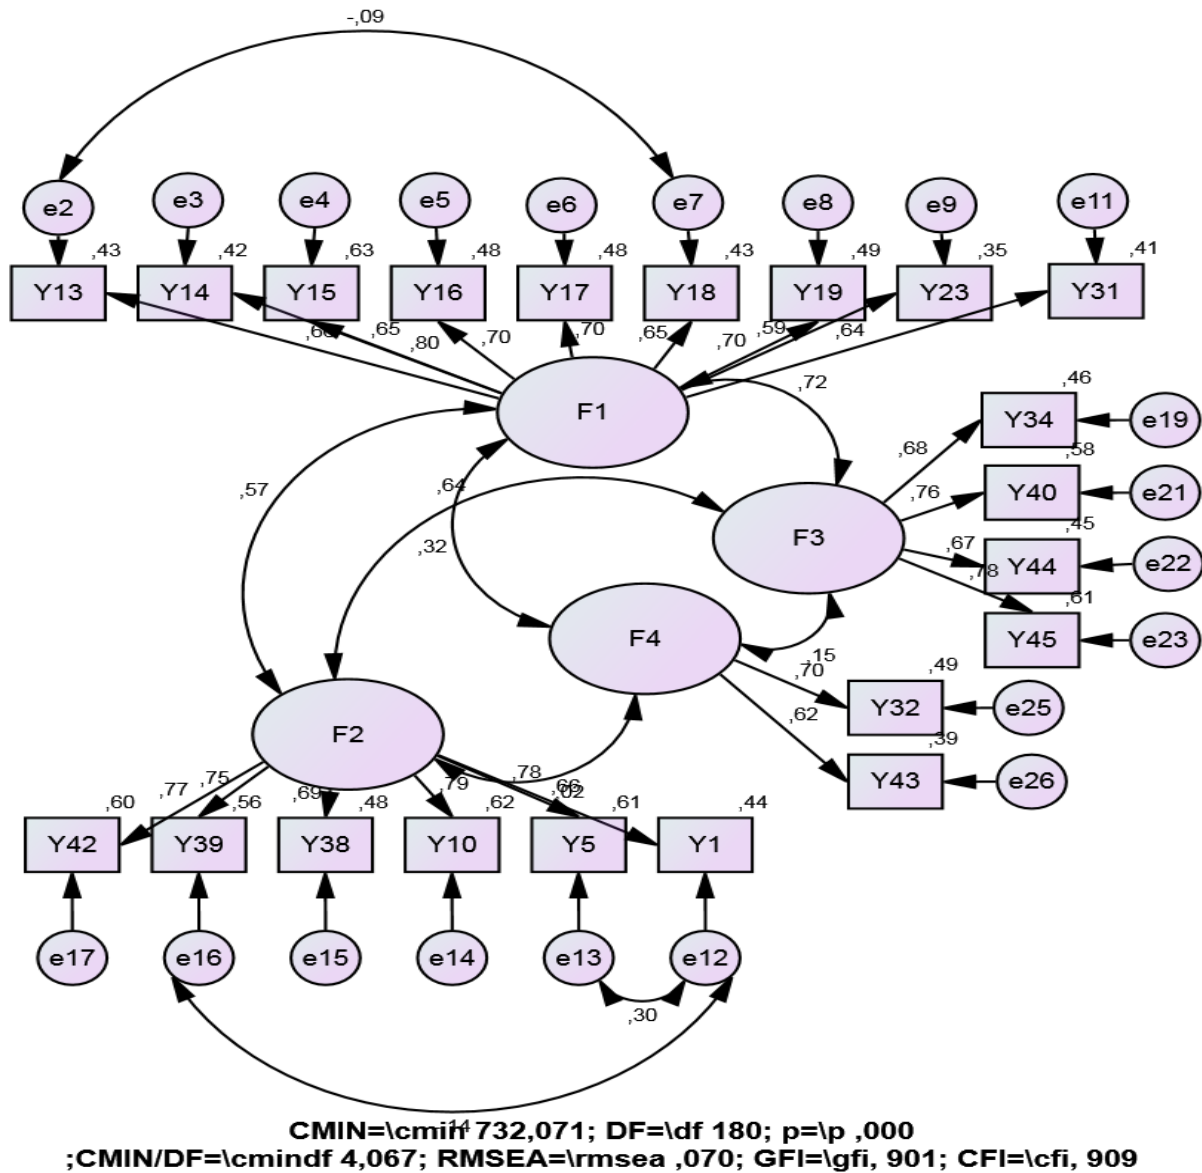 -,09
e2 e3 e4 e5 e6 e7 e8 e9 e11
,43 ,42 ,63 ,48 ,48 ,43 ,49 ,35 ,41
Y13 Y14 Y15 Y16 Y17 Y18 Y19 Y23 Y31
,66 ,65 ,80 ,70 ,70 ,65 ,70 ,59 ,64
F1
,72
,46
Y34 e19
,68
,58
,76 Y40 e21
,57 ,64
,45
F3
,32
,67 Y44 e22
,78
,61
Y45 e23
F4
,15
,70
,49
Y32 e25
,62
,39
Y43 e26
F2
,77 ,75 ,69 ,79 ,78 ,66 ,02
,60 ,56 ,48 ,62 ,61 ,44
Y42 Y39 Y38 Y10 Y5 Y1
e17 e16 e15 e14 e13 e12
,30
-,14
CMIN=\cmin 732,071; DF=\df 180; p=\p ,000
;CMIN/DF=\cmindf 4,067; RMSEA=\rmsea ,070; GFI=\gfi, 901; CFI=\cfi, 909